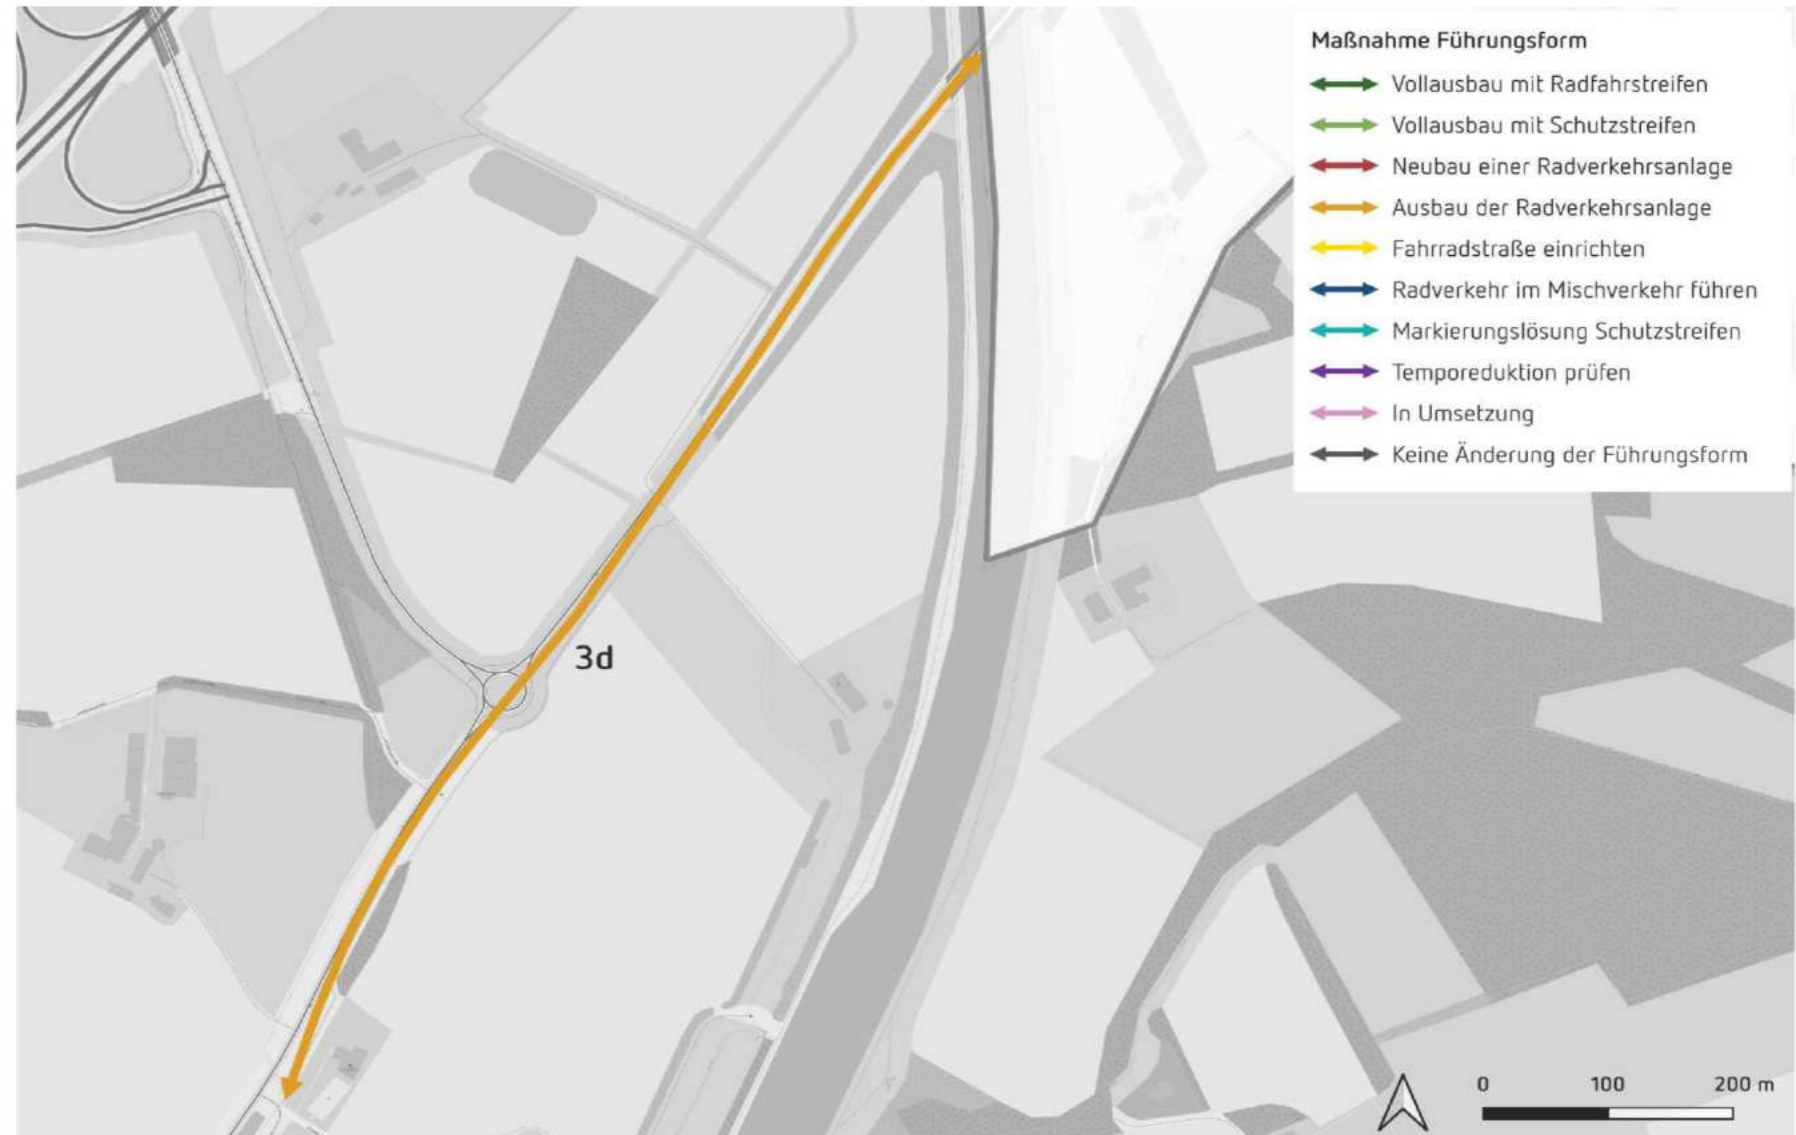 Maßnahme Führungsform
Vollausbau mit Radfahrstreifen
Vollausbau mit Schutzstreifen
Neubau einer Radverkehrsanlage
Ausbau der Radverkehrsanlage
Fahrradstraße einrichten
Radverkehr im Mischverkehr führen
Markierungslösung Schutzstreifen
Temporeduktion prüfen
In Umsetzung
Keine Änderung der Führungsform
3d
0 100 200 m